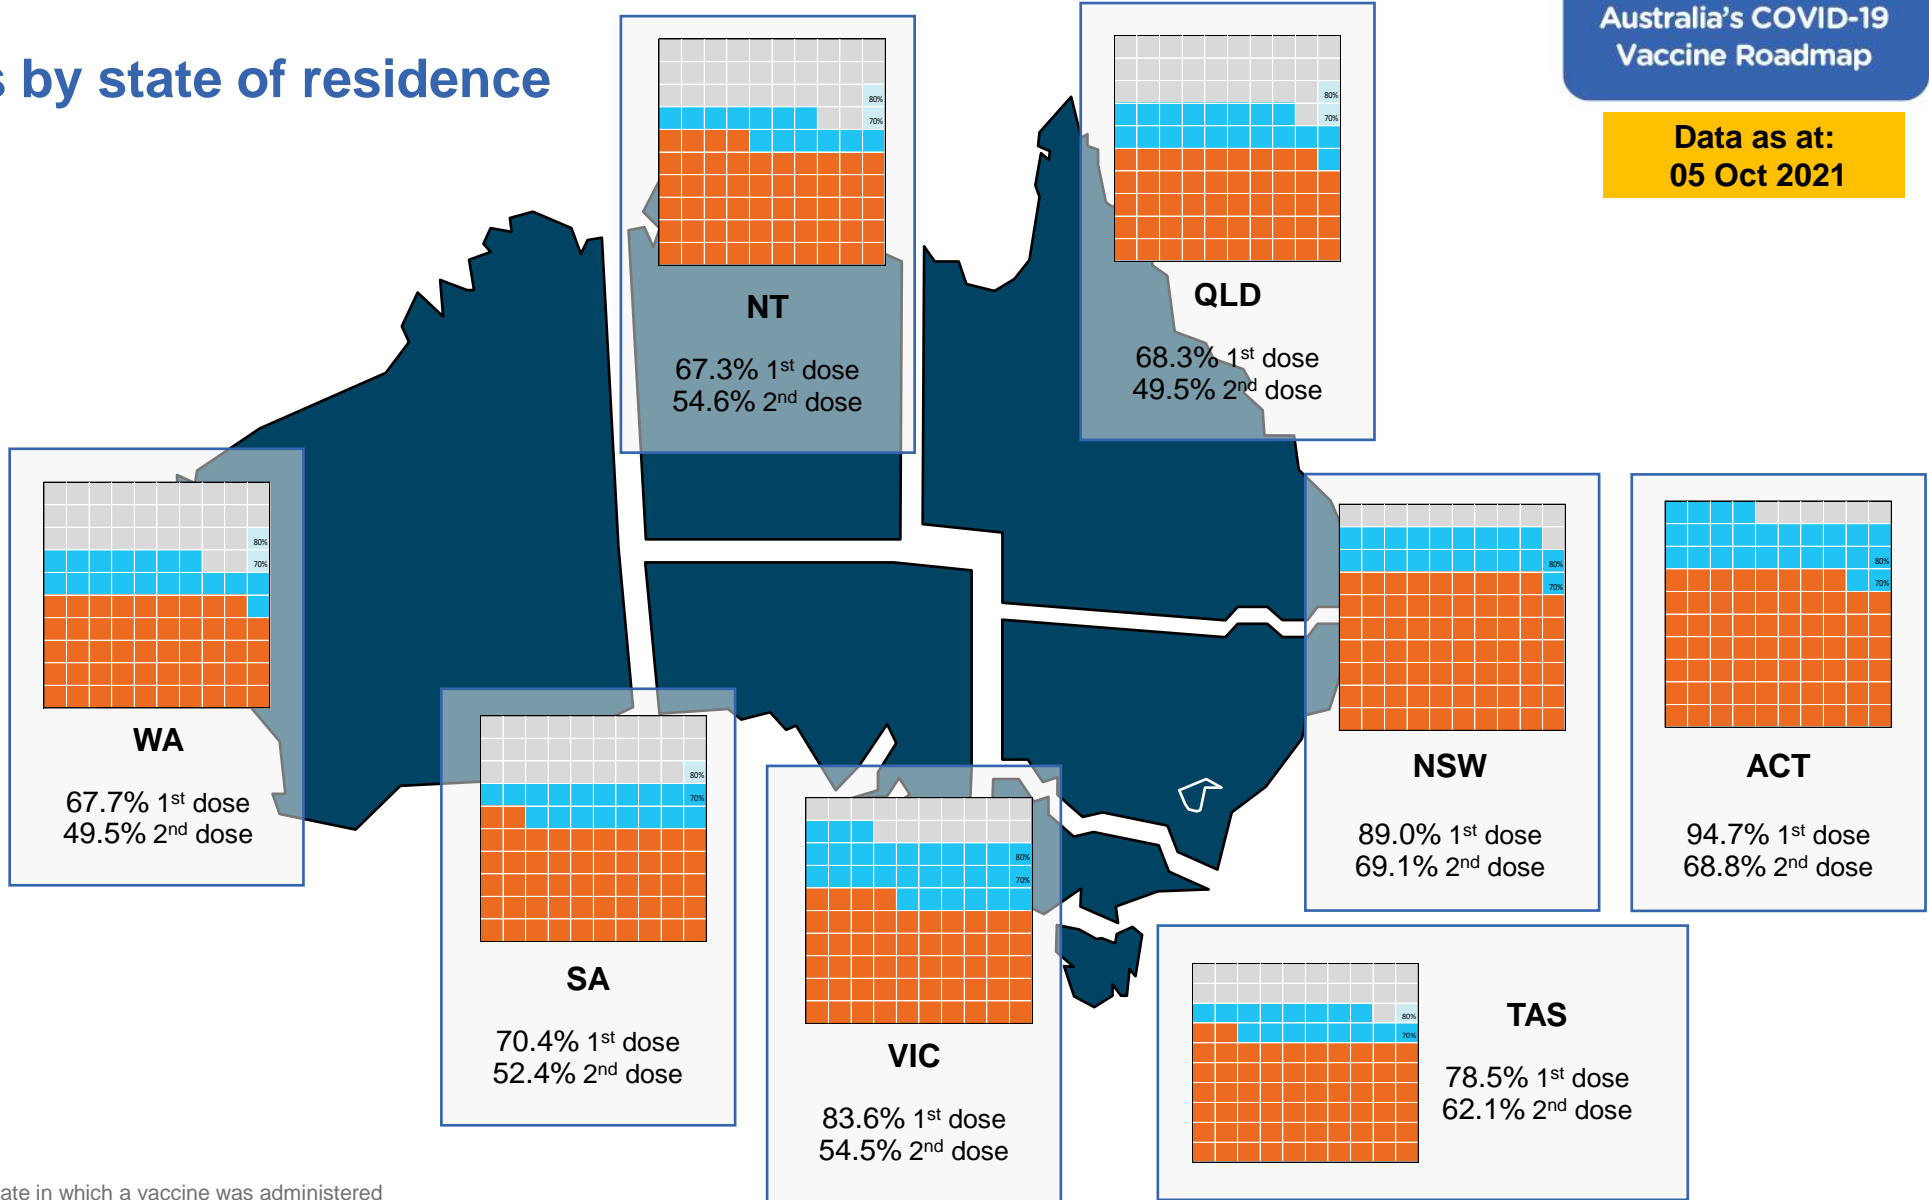 Australia's COVID-19
Vaccine Roadmap
by state of residence
Data as at:
05 Oct 2021
80%
70%
NT
67.3% 1st dose
54.6% 2nd dose
80%
70%
QLD
68.3% 1st dose
49.5% 2nd dose
80%
70%
WA
67.7% 1st dose
49.5% 2nd dose
80%
70%
SA
70.4% 1st dose
52.4% 2nd dose
80%
70%
VIC
83.6% 1st dose
54.5% 2nd dose
80%
70%
NSW
89.0% 1st dose
69.1% 2nd dose
80%
70%
ACT
94.7% 1st dose
68.8% 2nd dose
80%
70%
TAS
78.5% 1st dose
62.1% 2nd dose
in which a vaccine was administered